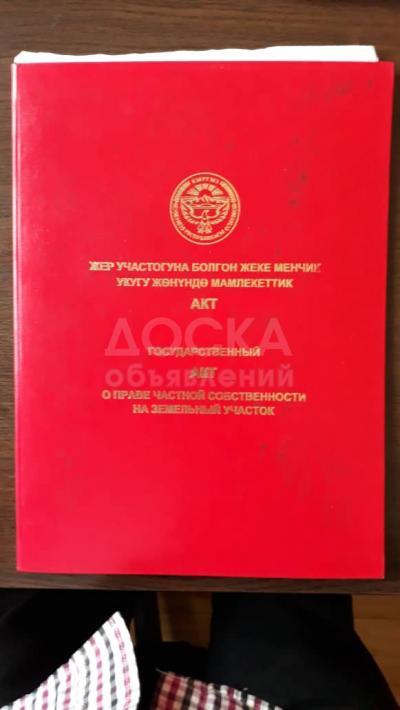 ЖЕР УЧАСТОГУНА БОЛГОН ЖЕКЕ МЕНЧИК
УКУГУ ЖӨНҮНДӨ МАМЛЕКЕТТИК
АКТ
ДОСКА
объявлений
ГОСУДАРСТВЕННЫЙ
АКТ
О ПРАВЕ ЧАСТНОЙ СОБСТВЕННОСТИ
НА ЗЕМЕЛЬНЫЙ УЧАСТОК